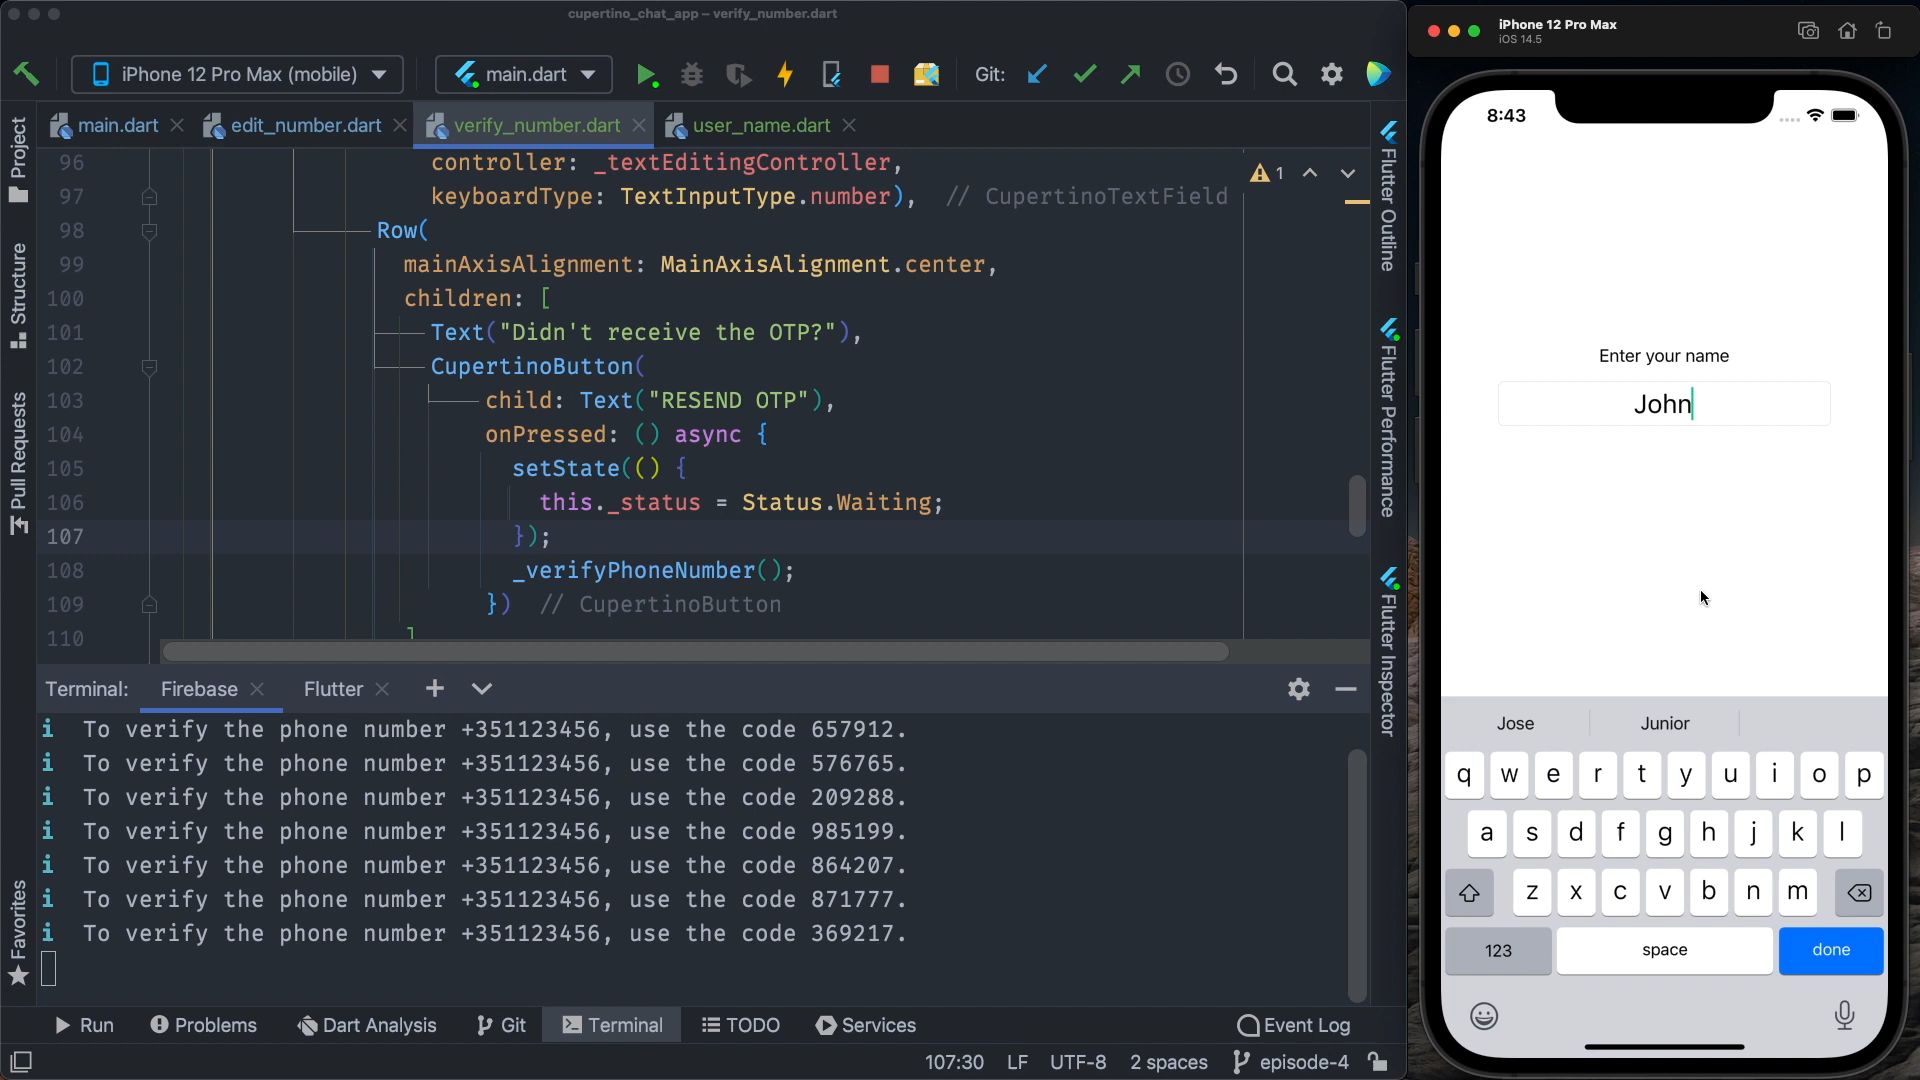 cupertino_chat_app – verify_number.dart
iPhone 12 Pro Max (mobile)
main.dart
Git:
main.dart
edit_number.dart
verify_number.dart
user_name.dart
Project
Structure
Pull Requests
Favorites
96 controller: _textEditingController,
97 keyboardType: TextInputType.number), // CupertinoTextField
98 Row(
99 mainAxisAlignment: MainAxisAlignment.center,
100 children: [
101 Text("Didn't receive the OTP?"),
102 CupertinoButton(
103 child: Text("RESEND OTP"),
104 onPressed: () async {
105 setState(() {
106 this._status = Status.Waiting;
107 });
108 _verifyPhoneNumber();
109 }) // CupertinoButton
110 ]
1
Flutter Outline
Flutter Performance
Flutter Inspector
Terminal:
Firebase
Flutter
i To verify the phone number +351123456, use the code 657912.
i To verify the phone number +351123456, use the code 576765.
i To verify the phone number +351123456, use the code 209288.
i To verify the phone number +351123456, use the code 985199.
i To verify the phone number +351123456, use the code 864207.
i To verify the phone number +351123456, use the code 871777.
i To verify the phone number +351123456, use the code 369217.
Run
Problems
Dart Analysis
Git
Terminal
TODO
Services
Event Log
107:30
LF
UTF-8
2 spaces
episode-4
iPhone 12 Pro Max
iOS 14.5
8:43
Enter your name
John
Jose
Junior
q w e r t y u i o p
a s d f g h j k l
z x c v b n m
123
space
done